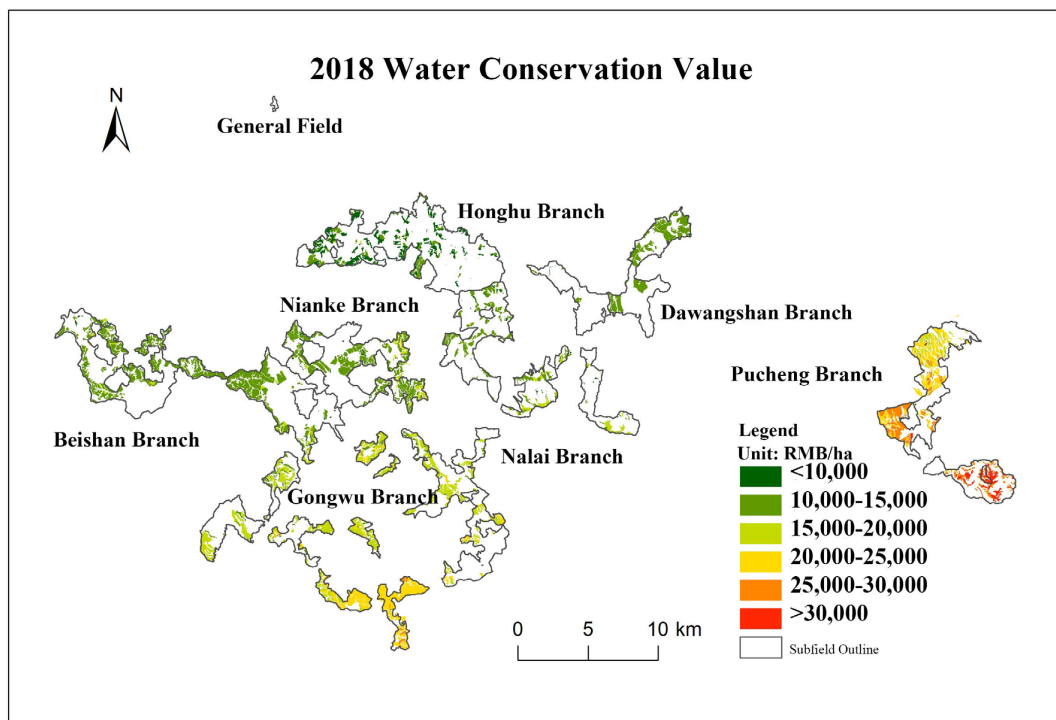 2018 Water Conservation Value
N
General Field
Honghu Branch
Nianke Branch
Dawangshan Branch
Pucheng Branch
Beishan Branch
Nalai Branch
Gongwu Branch
Legend
Unit: RMB/ha
<10,000
10,000-15,000
15,000-20,000
20,000-25,000
25,000-30,000
>30,000
Subfield Outline
0 5 10 km